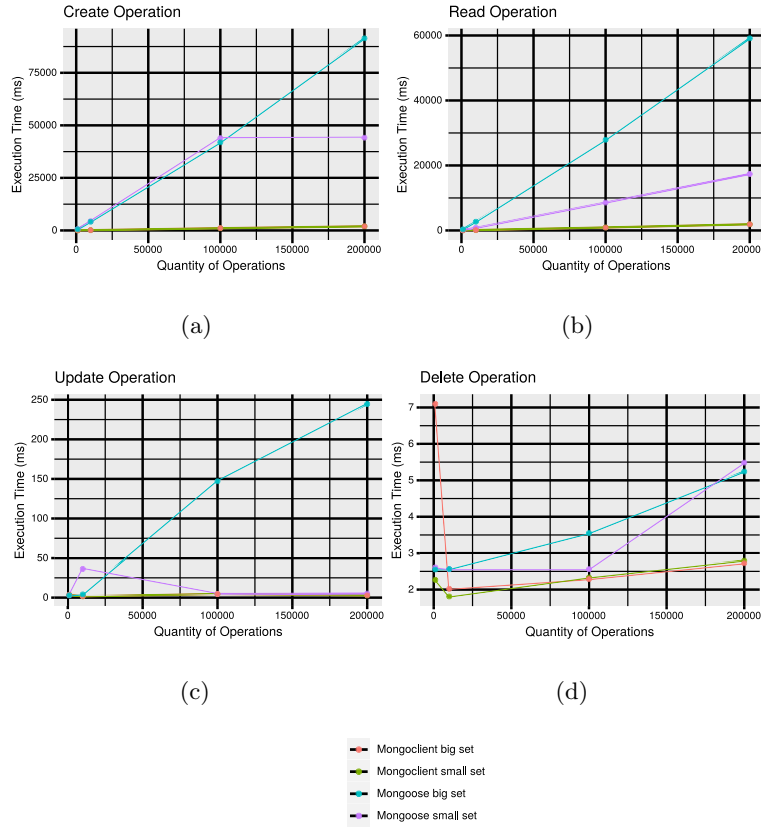 Create Operation
Execution Time (ms)
75000
50000
25000
0
0 50000 100000 150000 200000
Quantity of Operations
(a)
Read Operation
Execution Time (ms)
60000
40000
20000
0
0 50000 100000 150000 200000
Quantity of Operations
(b)
Update Operation
Execution Time (ms)
250
200
150
100
50
0
0 50000 100000 150000 200000
Quantity of Operations
(c)
Delete Operation
Execution Time (ms)
7
6
5
4
3
2
0 50000 100000 150000 200000
Quantity of Operations
(d)
Mongoclient big set
Mongoclient small set
Mongoose big set
Mongoose small set